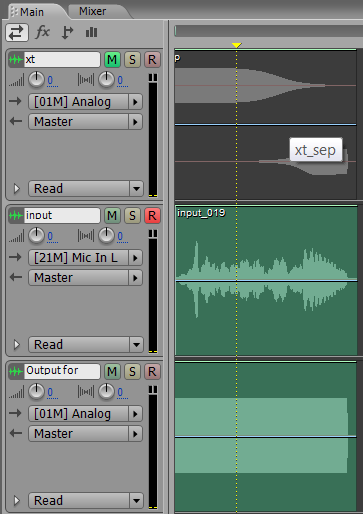 Main Mixer
fx
xt M S R
0 0
[01M] Analog
Master
Read
p
xt_sep
input M S R
0 0
[21M] Mic In L
Master
Read
input_019
Output for M S R
0 0
[01M] Analog
Master
Read